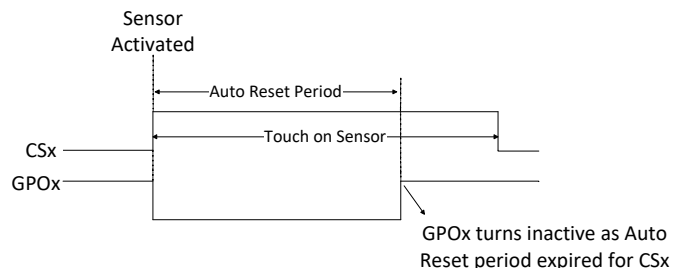 Sensor
Activated
Auto Reset Period
Touch on Sensor
CSx
GPOx
GPOx turns inactive as Auto
Reset period expired for CSx